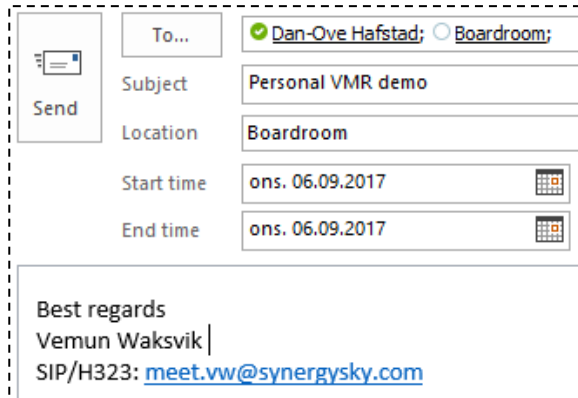 Send
To...
Dan-Ove Hafstad; Boardroom;
Subject
Personal VMR demo
Location
Boardroom
Start time
ons. 06.09.2017
End time
ons. 06.09.2017
Best regards
Vemun Waksvik
SIP/H323: meet.vw@synergysky.com